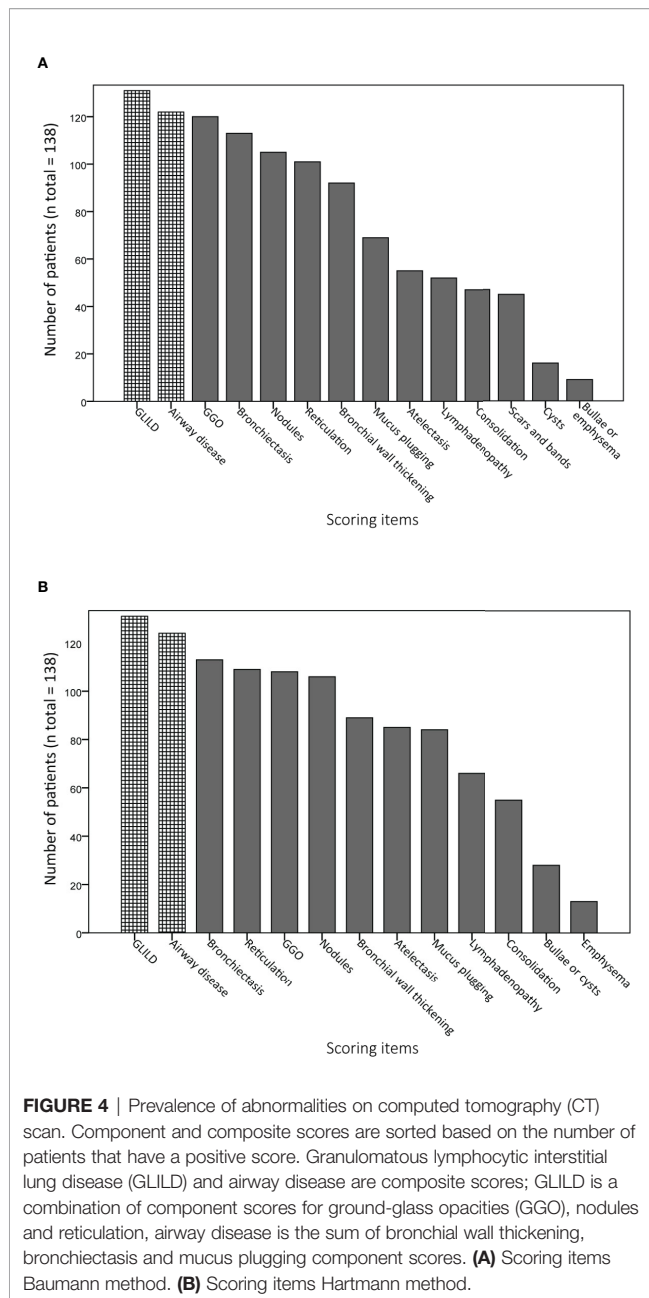 A
Number of patients (n total = 138)
120
100
80
60
40
20
0
GLILD
Airway disease
GGO
Bronchiectasis
Nodules
Reticulation
Bronchial wall thickening
Mucus plugging
Atelectasis
Lymphadenopathy
Consolidation
Scars and bands
Cysts
Bullae or
emphysema
Scoring items
B
Number of patients (n total = 138)
120
100
80
60
40
20
0
GLILD
Airway disease
Bronchiectasis
Reticulation
GGO
Nodules
Bronchial wall thickening
Atelectasis
Mucus plugging
Lymphadenopathy
Consolidation
Bullae or cysts
Emphysema
Scoring items
FIGURE 4 | Prevalence of abnormalities on computed tomography (CT)
scan. Component and composite scores are sorted based on the number of
patients that have a positive score. Granulomatous lymphocytic interstitial
lung disease (GLILD) and airway disease are composite scores; GLILD is a
combination of component scores for ground-glass opacities (GGO), nodules
and reticulation, airway disease is the sum of bronchial wall thickening,
bronchiectasis and mucus plugging component scores. (A) Scoring items
Baumann method. (B) Scoring items Hartmann method.